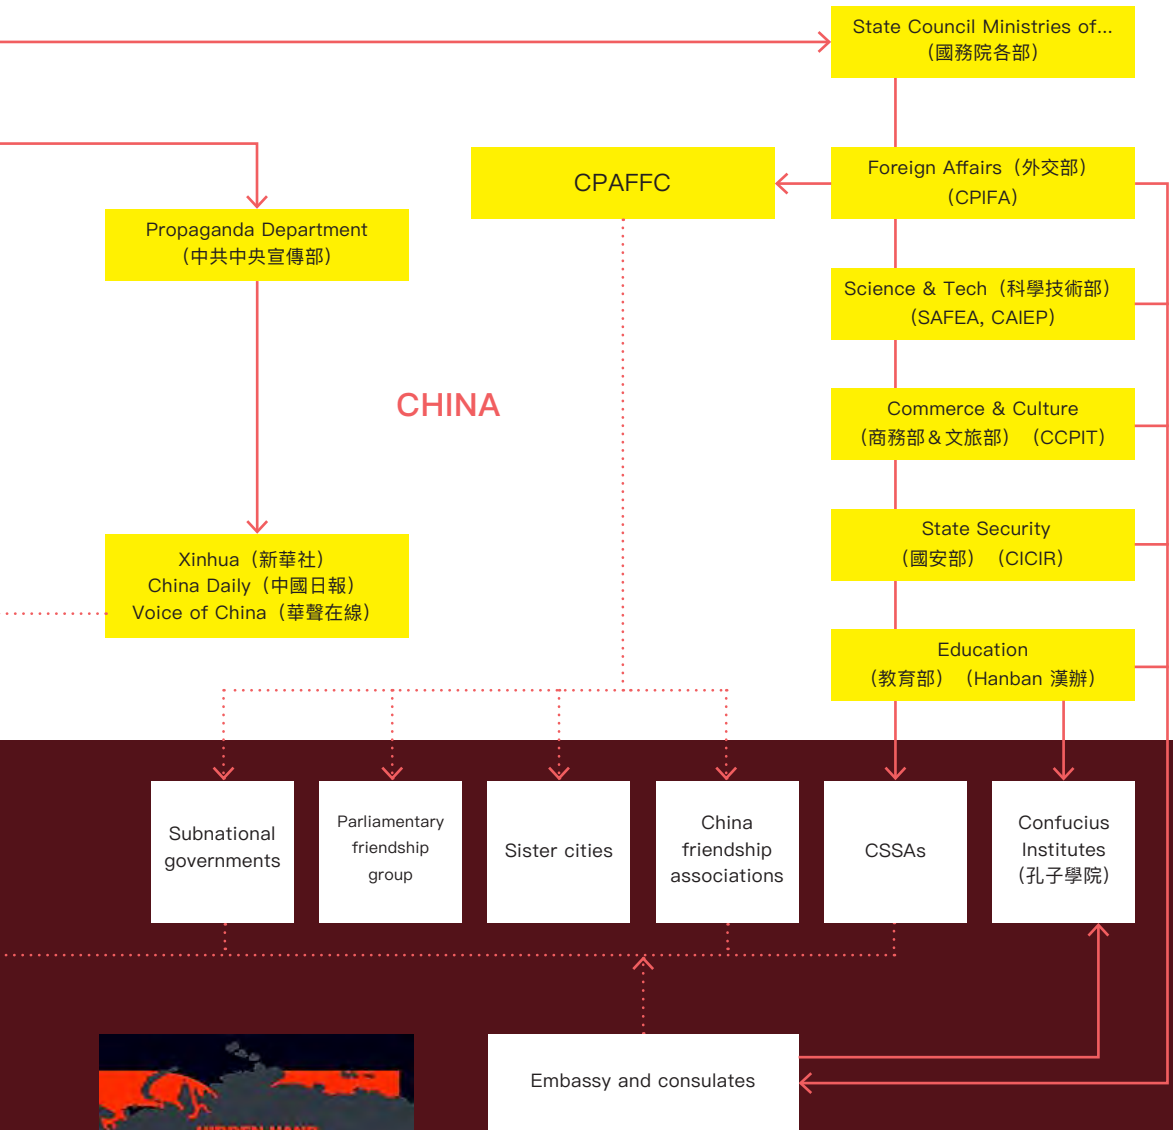 State Council Ministries of...
（國務院各部）
CPAFFC
Foreign Affairs（外交部）
（CPIFA）
Propaganda Department
（中共中央宣傳部）
Science & Tech（科學技術部）
（SAFEA, CAIEP）
CHINA
Commerce & Culture
（商務部＆文旅部）（CCPIT）
State Security
（國安部）（CICIR）
Xinhua（新華社）
China Daily（中國日報）
Voice of China（華聲在線）
Education
（教育部）（Hanban 漢辦）
Subnational
governments
Parliamentary
friendship
group
Sister cities
China
friendship
associations
CSSAs
Confucius
Institutes
（孔子學院）
Embassy and consulates
HIDDEN HAND